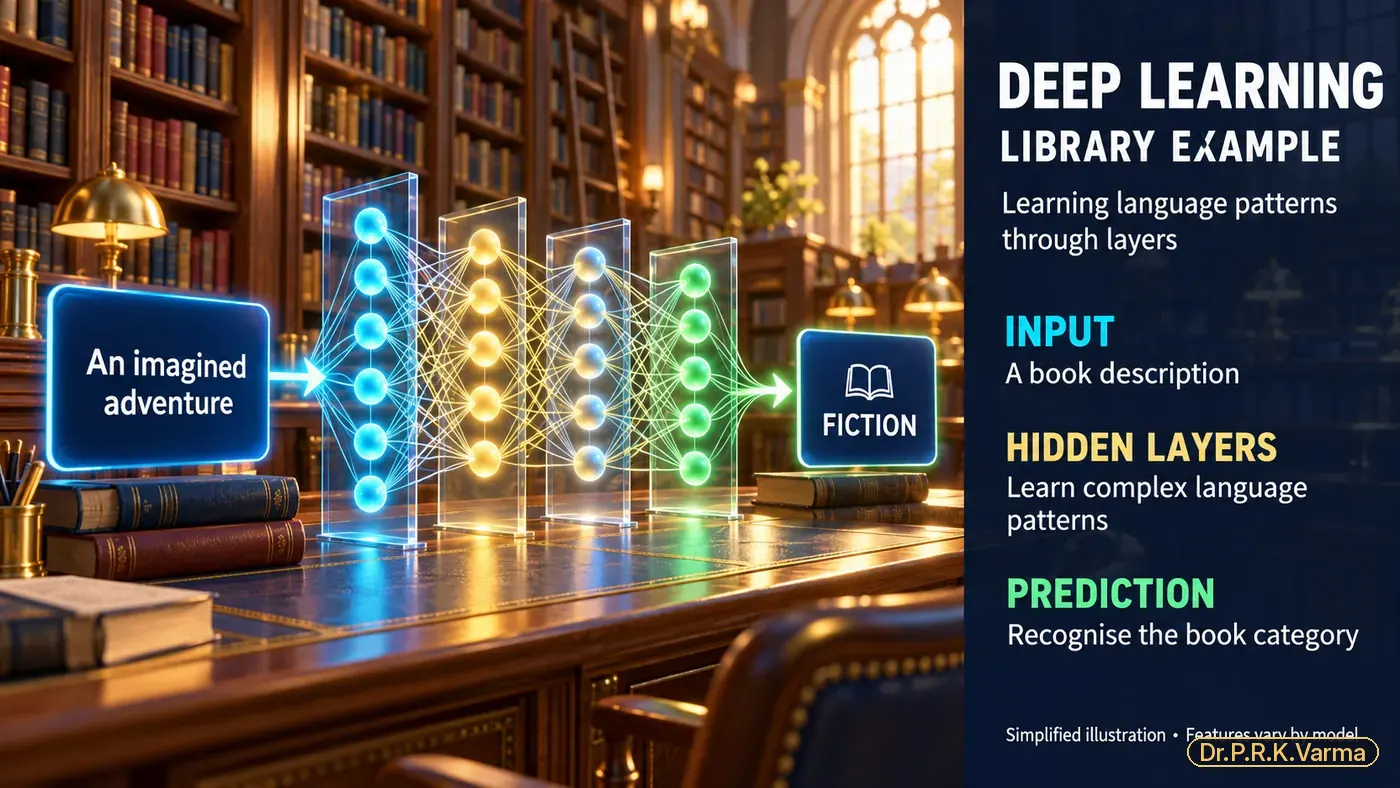 An imagined
adventure
FICTION
DEEP LEARNING
LIBRARY EXAMPLE
Learning language patterns
through layers
INPUT
A book description
HIDDEN LAYERS
Learn complex language
patterns
PREDICTION
Recognise the book category
Simplified illustration • Features vary by model
Dr.P.R.K.Varma